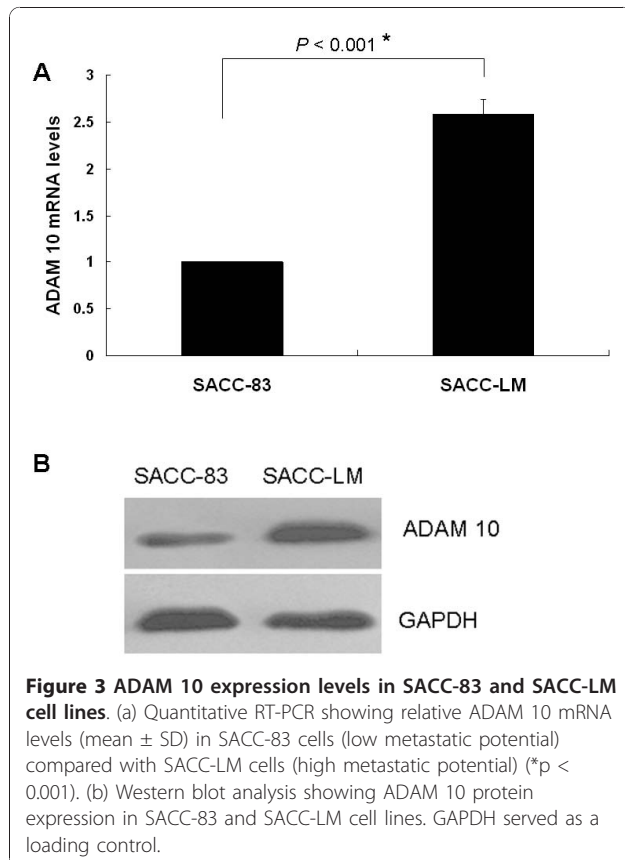 P < 0.001 *
A
ADAM 10 mRNA levels
3
2.5
2
1.5
1
0.5
0
SACC-83
SACC-LM
B
SACC-83 SACC-LM
ADAM 10
GAPDH
Figure 3 ADAM 10 expression levels in SACC-83 and SACC-LM
cell lines. (a) Quantitative RT-PCR showing relative ADAM 10 mRNA
levels (mean ± SD) in SACC-83 cells (low metastatic potential)
compared with SACC-LM cells (high metastatic potential) (*p <
0.001). (b) Western blot analysis showing ADAM 10 protein
expression in SACC-83 and SACC-LM cell lines. GAPDH served as a
loading control.